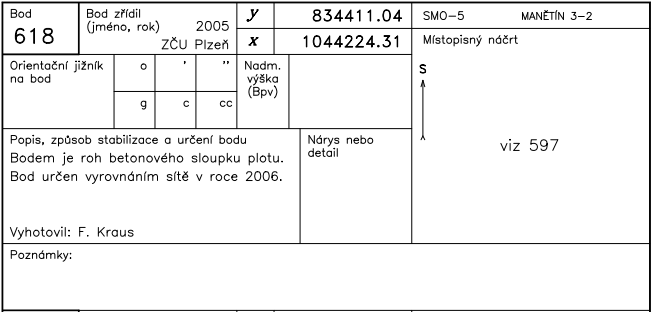 Bod
618
Bod zřídil
(jméno, rok) 2005
ZČU Plzeň
y 834411.04
x 1044224.31
SMO-5 MANĚTÍN 3-2
Místopisný náčrt
S
viz 597
Orientační jižník
na bod
o ' "
g c cc
Nadm.
výška
(Bpv)
Popis, způsob stabilizace a určení bodu
Bodem je roh betonového sloupku plotu.
Bod určen vyrovnáním sítě v roce 2006.
Vyhotovil: F. Kraus
Nárys nebo
detail
Poznámky: